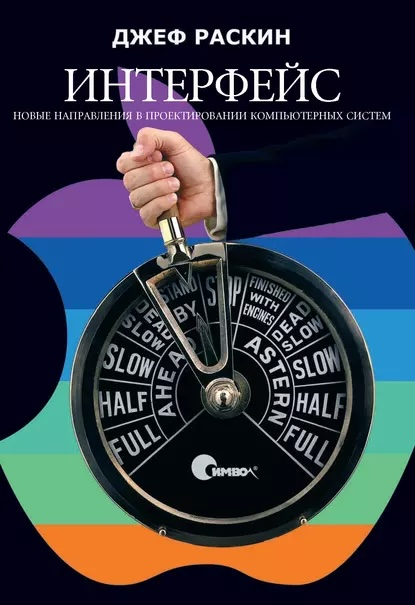 ДЖЕФ РАСКИН
ИНТЕРФЕЙС
НОВЫЕ НАПРАВЛЕНИЯ В ПРОЕКТИРОВАНИИ КОМПЬЮТЕРНЫХ СИСТЕМ
STAND BY
STOP
FINISHED WITH ENGINES
DEAD SLOW
DEAD SLOW
SLOW
SLOW
HALF
HALF
FULL
FULL
AHEAD
ASTERN
СИМВОЛ®